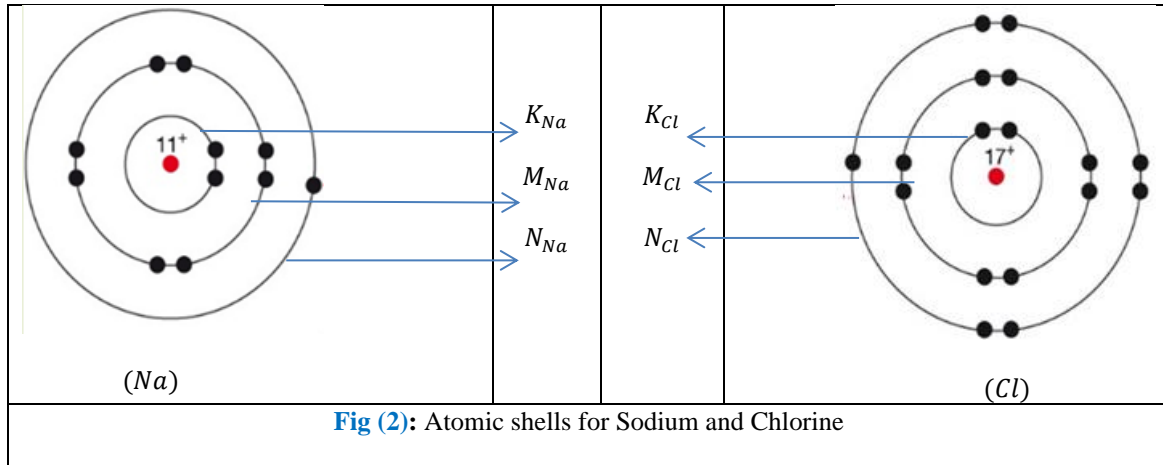 11+
K_Na
M_Na
N_Na
(Na)
K_Cl
M_Cl
N_Cl
17+
(Cl)
Fig (2): Atomic shells for Sodium and Chlorine